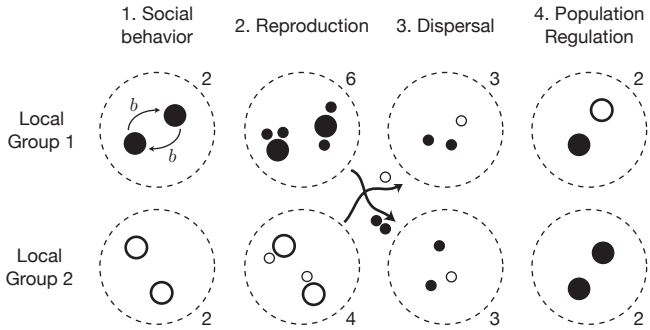 1. Social behavior
2. Reproduction
3. Dispersal
4. Population Regulation
Local Group 1
2
b
b
6
3
2
Local Group 2
2
4
3
2